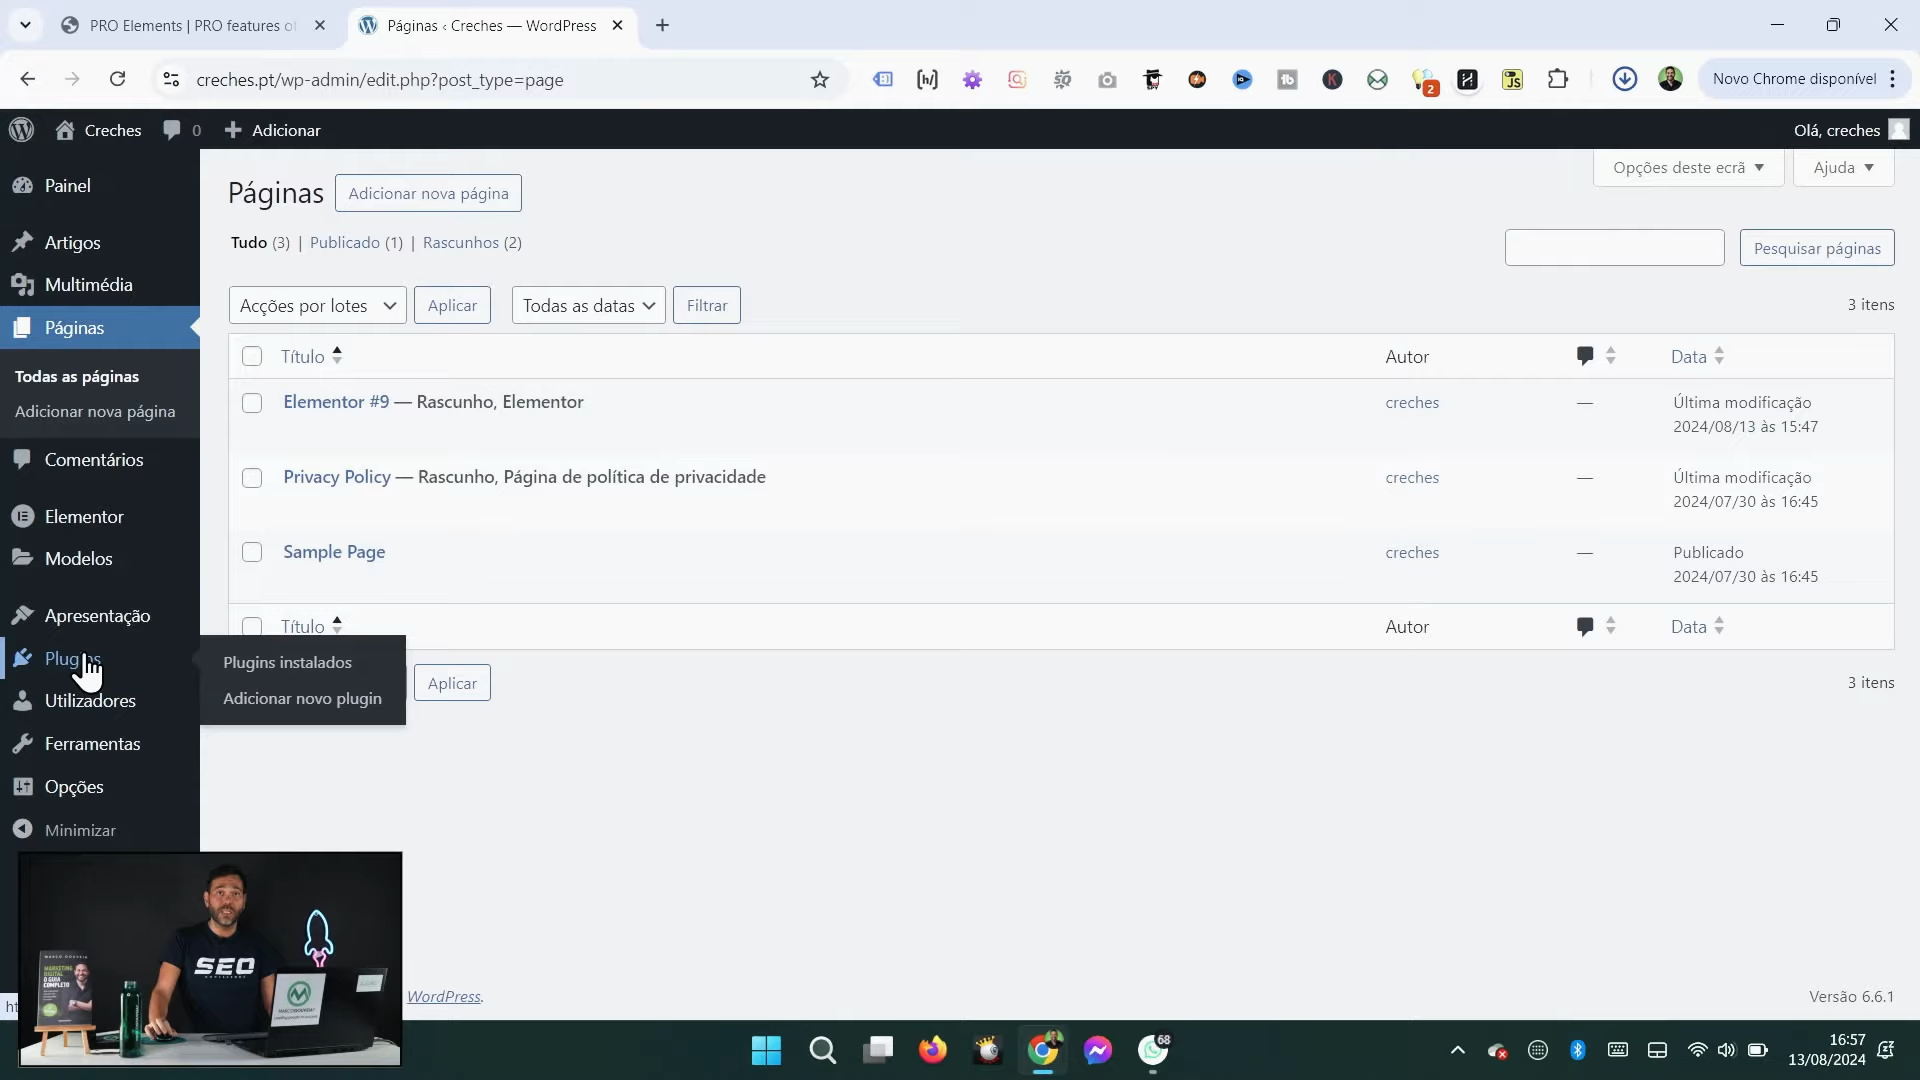 PRO Elements | PRO features of
Páginas ‹ Creches — WordPress
creches.pt/wp-admin/edit.php?post_type=page
2
Novo Chrome disponível
Creches
0
Adicionar
Olá, creches
Painel
Artigos
Multimédia
Páginas
Todas as páginas
Adicionar nova página
Comentários
Elementor
Modelos
Apresentação
Plugins
Utilizadores
Ferramentas
Opções
Minimizar
Plugins instalados
Adicionar novo plugin
Páginas
Adicionar nova página
Opções deste ecrã
Ajuda
Tudo (3) | Publicado (1) | Rascunhos (2)
Pesquisar páginas
Acções por lotes
Aplicar
Todas as datas
Filtrar
3 itens
Título
Autor
Data
Elementor #9 — Rascunho, Elementor
creches
—
Última modificação
2024/08/13 às 15:47
Privacy Policy — Rascunho, Página de política de privacidade
creches
—
Última modificação
2024/07/30 às 16:45
Sample Page
creches
—
Publicado
2024/07/30 às 16:45
Título
Autor
Data
Aplicar
3 itens
WordPress.
Versão 6.6.1
SEO
MARKETING
DIGITAL
O GUIA
COMPLETO
68
16:57
13/08/2024